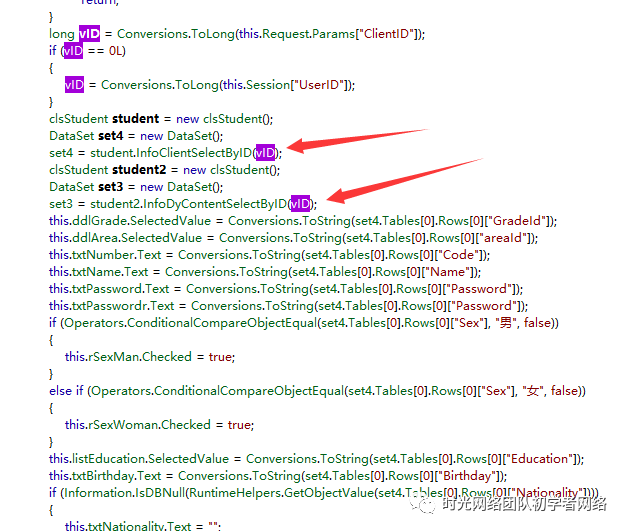 return;
}
long vID = Conversions.ToLong(this.Request.Params["ClientID"]);
if (vID == 0L)
{
vID = Conversions.ToLong(this.Session["UserID"]);
}
clsStudent student = new clsStudent();
DataSet set4 = new DataSet();
set4 = student.InfoClientSelectByID(vID);
clsStudent student2 = new clsStudent();
DataSet set3 = new DataSet();
set3 = student2.InfoDyContentSelectByID(vID);
this.ddlGrade.SelectedValue = Conversions.ToString(set4.Tables[0].Rows[0]["GradeId"]);
this.ddlArea.SelectedValue = Conversions.ToString(set4.Tables[0].Rows[0]["areaId"]);
this.txtNumber.Text = Conversions.ToString(set4.Tables[0].Rows[0]["Code"]);
this.txtName.Text = Conversions.ToString(set4.Tables[0].Rows[0]["Name"]);
this.txtPassword.Text = Conversions.ToString(set4.Tables[0].Rows[0]["Password"]);
this.txtPasswordr.Text = Conversions.ToString(set4.Tables[0].Rows[0]["Password"]);
if (Operators.ConditionalCompareObjectEqual(set4.Tables[0].Rows[0]["Sex"], "男", false))
{
this.rSexMan.Checked = true;
}
else if (Operators.ConditionalCompareObjectEqual(set4.Tables[0].Rows[0]["Sex"], "女", false))
{
this.rSexWoman.Checked = true;
}
this.listEducation.SelectedValue = Conversions.ToString(set4.Tables[0].Rows[0]["Education"]);
this.txtBirthday.Text = Conversions.ToString(set4.Tables[0].Rows[0]["Birthday"]);
if (Information.IsDBNull(RuntimeHelpers.GetObjectValue(set4.Tables[0].Rows[0]["Nationality"])))
{
this.txtNationality.Text = "";
时光网络团队初学者网络